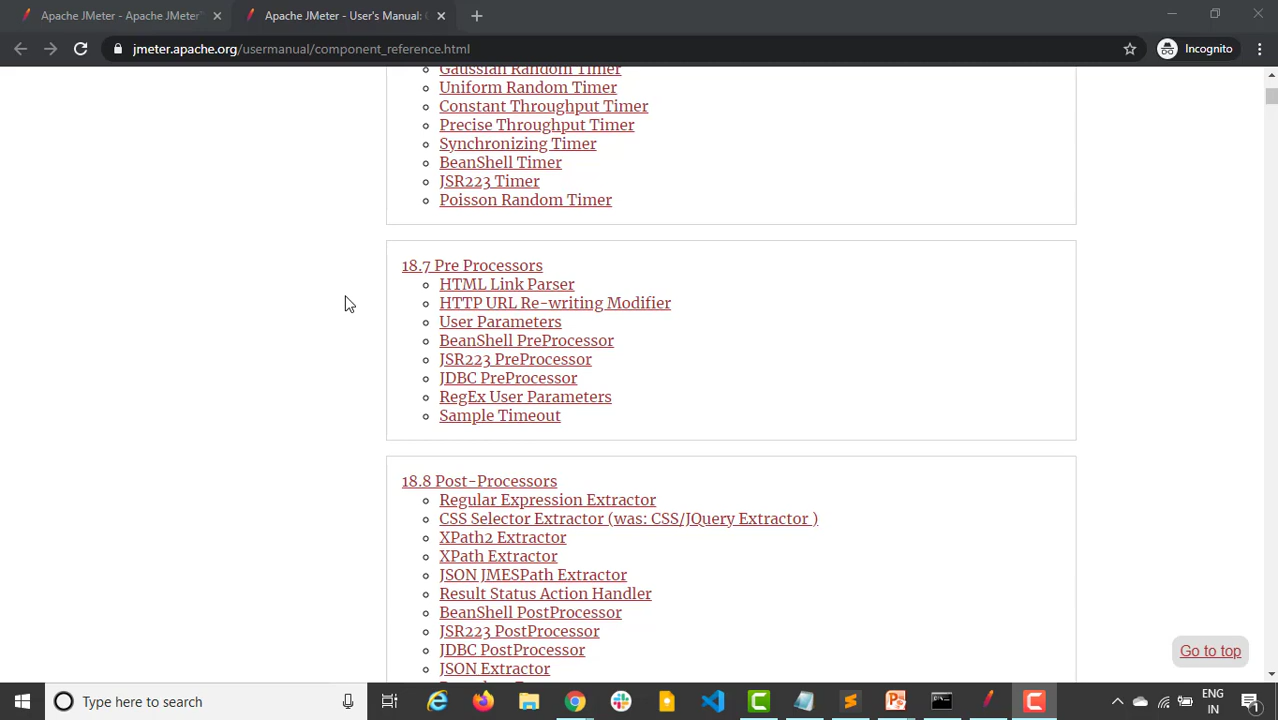 Apache JMeter - Apache JMeter™
Apache JMeter - User's Manual: C
jmeter.apache.org/usermanual/component_reference.html
Incognito
Gaussian Random Timer
Uniform Random Timer
Constant Throughput Timer
Precise Throughput Timer
Synchronizing Timer
BeanShell Timer
JSR223 Timer
Poisson Random Timer
18.7 Pre Processors
HTML Link Parser
HTTP URL Re-writing Modifier
User Parameters
BeanShell PreProcessor
JSR223 PreProcessor
JDBC PreProcessor
RegEx User Parameters
Sample Timeout
18.8 Post-Processors
Regular Expression Extractor
CSS Selector Extractor (was: CSS/JQuery Extractor )
XPath2 Extractor
XPath Extractor
JSON JMESPath Extractor
Result Status Action Handler
BeanShell PostProcessor
JSR223 PostProcessor
JDBC PostProcessor
JSON Extractor
Go to top
Type here to search
ENG
IN
1